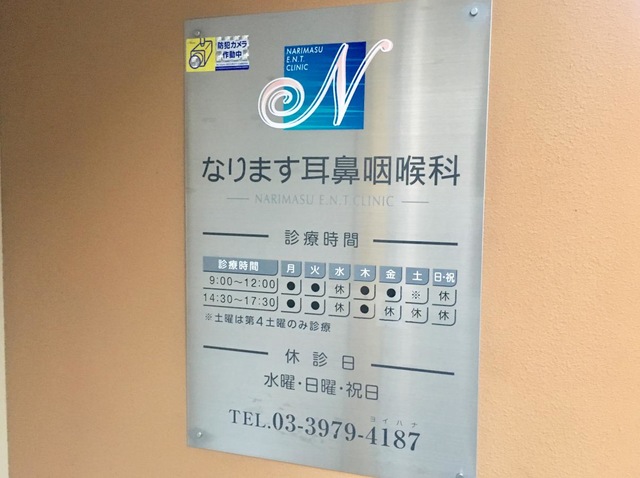 防犯カメラ
作動中
NARIMASU
E.N.T.
CLINIC
N
なります耳鼻咽喉科
NARIMASU E.N.T.CLINIC
診療時間
診療時間 月 火 水 木 金 土 日·祝
9:00～12:00 ● ● 休 ● ● ※ 休
14:30～17:30 ● ● 休 ● 休 休 休
※土曜は第4土曜のみ診療
休診日
水曜・日曜・祝日
ヨイハナ
TEL.03-3979-4187